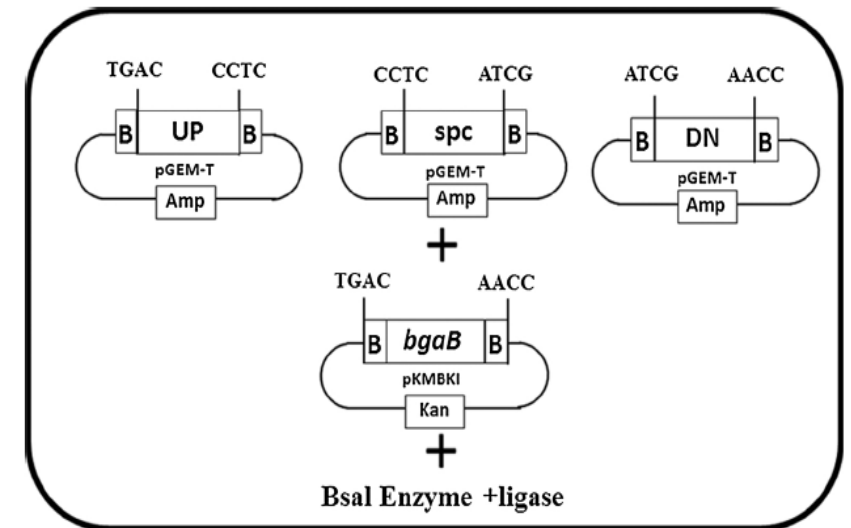 TGAC CCTC CCTC ATCG ATCG AACC
B UP B B spc B B DN B
pGEM-T pGEM-T pGEM-T
Amp Amp Amp
+
TGAC AACC
B bgaB B
pKMBKI
Kan
+
BsaI Enzyme +ligase